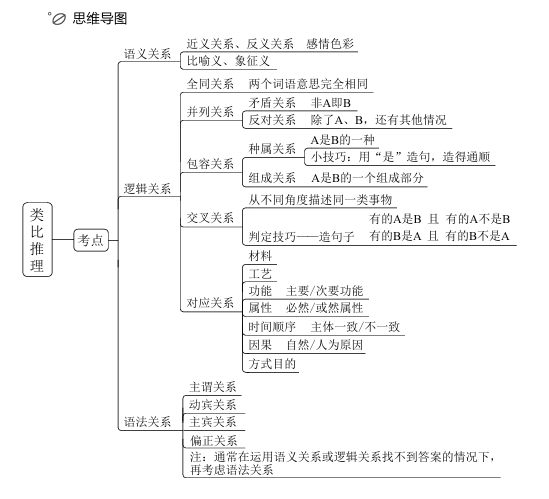 思维导图
类比推理
考点
语义关系
近义关系、反义关系 感情色彩
比喻义、象征义
逻辑关系
全同关系 两个词语意思完全相同
并列关系
矛盾关系 非A即B
反对关系 除了A、B，还有其他情况
包容关系
种属关系
A是B的一种
小技巧：用“是”造句，造得通顺
组成关系 A是B的一个组成部分
交叉关系
从不同角度描述同一类事物
判定技巧——造句子
有的A是B 且 有的A不是B
有的B是A 且 有的B不是A
对应关系
材料
工艺
功能 主要/次要功能
属性 必然/或然属性
时间顺序 主体一致/不一致
因果 自然/人为原因
方式目的
语法关系
主谓关系
动宾关系
主宾关系
偏正关系
注：通常在运用语义关系或逻辑关系找不到答案的情况下，
再考虑语法关系